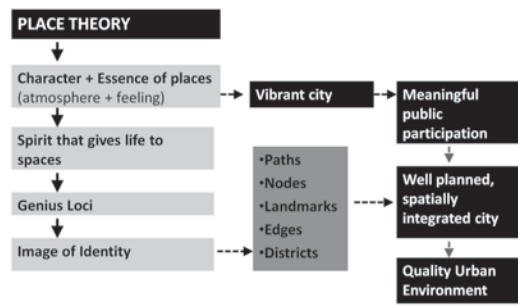 PLACE THEORY
Character + Essence of places
(atmosphere + feeling)
Vibrant city
Meaningful
public
participation
Spirit that gives life to
spaces
Genius Loci
Image of Identity
•Paths
•Nodes
•Landmarks
•Edges
•Districts
Well planned,
spatially
integrated city
Quality Urban
Environment